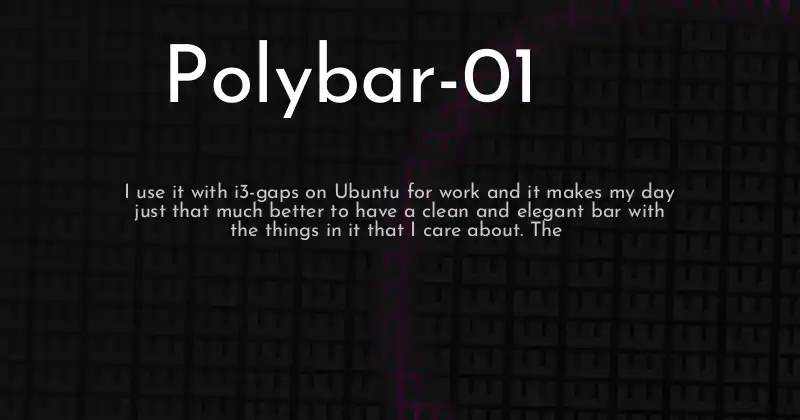 Polybar-01
I use it with i3-gaps on Ubuntu for work and it makes my day
just that much better to have a clean and elegant bar with
the things in it that I care about. The